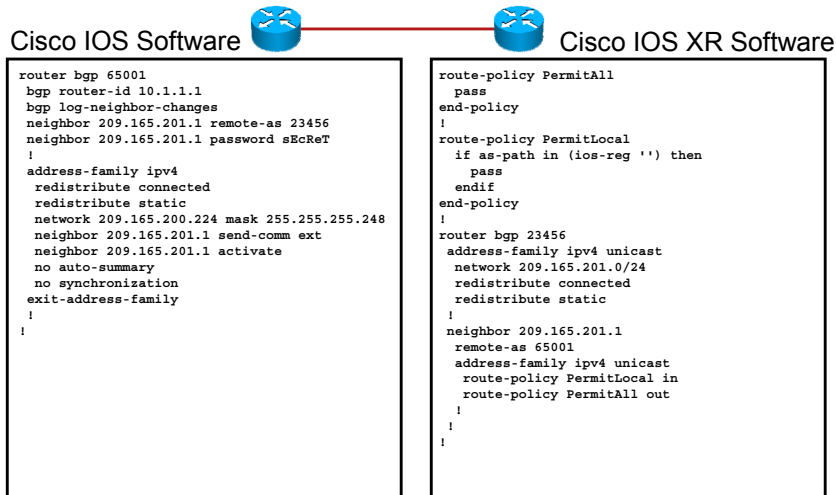 Cisco IOS Software
router bgp 65001
bgp router-id 10.1.1.1
bgp log-neighbor-changes
neighbor 209.165.201.1 remote-as 23456
neighbor 209.165.201.1 password sEcReT
!
address-family ipv4
redistribute connected
redistribute static
network 209.165.200.224 mask 255.255.255.248
neighbor 209.165.201.1 send-comm ext
neighbor 209.165.201.1 activate
no auto-summary
no synchronization
exit-address-family
!
!
Cisco IOS XR Software
route-policy PermitAll
pass
end-policy
!
route-policy PermitLocal
if as-path in (ios-reg '') then
pass
endif
end-policy
!
router bgp 23456
address-family ipv4 unicast
network 209.165.201.0/24
redistribute connected
redistribute static
!
neighbor 209.165.201.1
remote-as 65001
address-family ipv4 unicast
route-policy PermitLocal in
route-policy PermitAll out
!
!
!